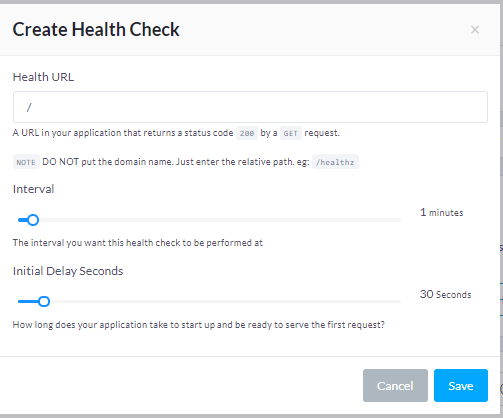 Create Health Check
×
Health URL
/
A URL in your application that returns a status code 200 by a GET request.
NOTE DO NOT put the domain name. Just enter the relative path. eg: /healthz
Interval
1 minutes
The interval you want this health check to be performed at
Initial Delay Seconds
30 Seconds
How long does your application take to start up and be ready to serve the first request?
Cancel
Save